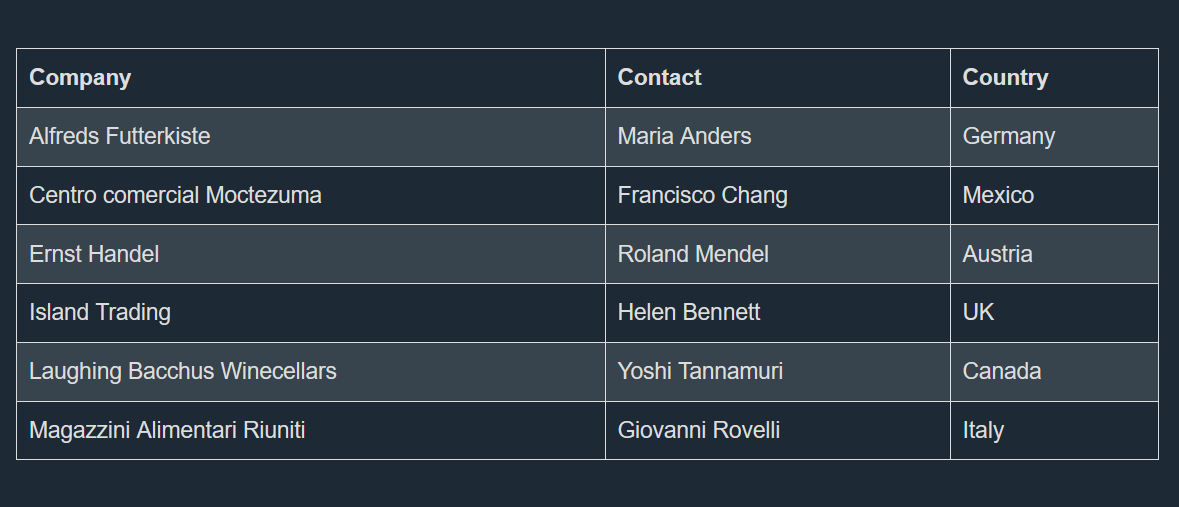 Company Contact Country
Alfreds Futterkiste Maria Anders Germany
Centro comercial Moctezuma Francisco Chang Mexico
Ernst Handel Roland Mendel Austria
Island Trading Helen Bennett UK
Laughing Bacchus Winecellars Yoshi Tannamuri Canada
Magazzini Alimentari Riuniti Giovanni Rovelli Italy